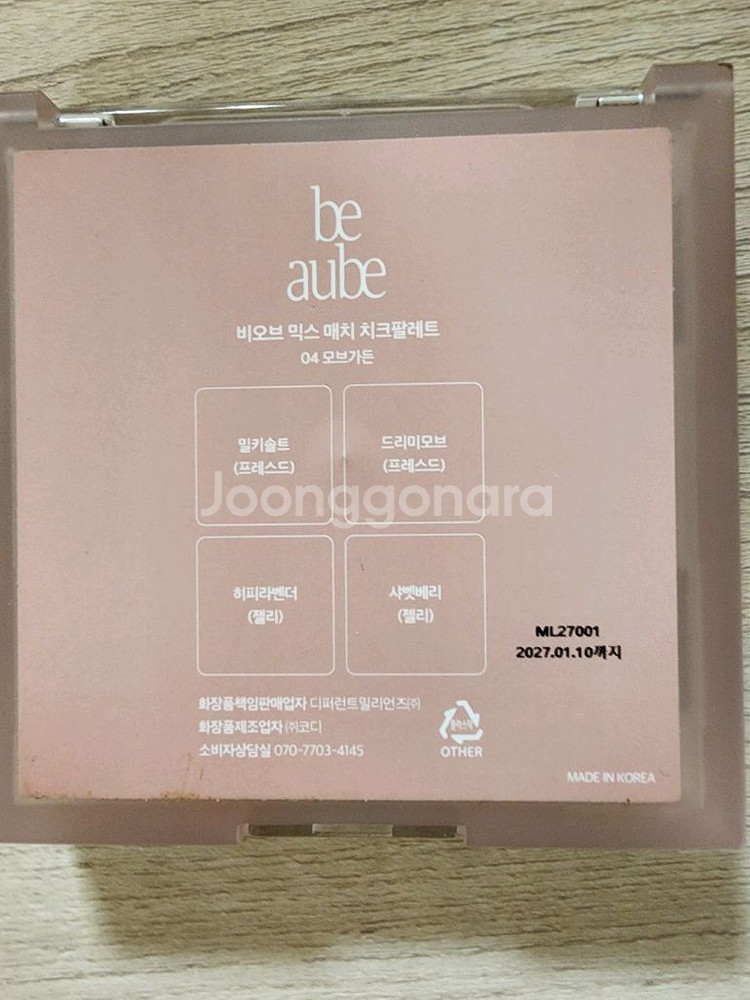 be
aube
비오브 믹스 매치 치크팔레트
04 모브가든
밀키솔트
(프레스드)
드리미모브
(프레스드)
Joonggonara
히피라벤더
(젤리)
샤벳베리
(젤리)
ML27001
2027.01.10까지
화장품책임판매업자 디퍼런트밀리언즈(주)
화장품제조업자 (주)코디
소비자상담실 070-7703-4145
플라스틱
OTHER
MADE IN KOREA